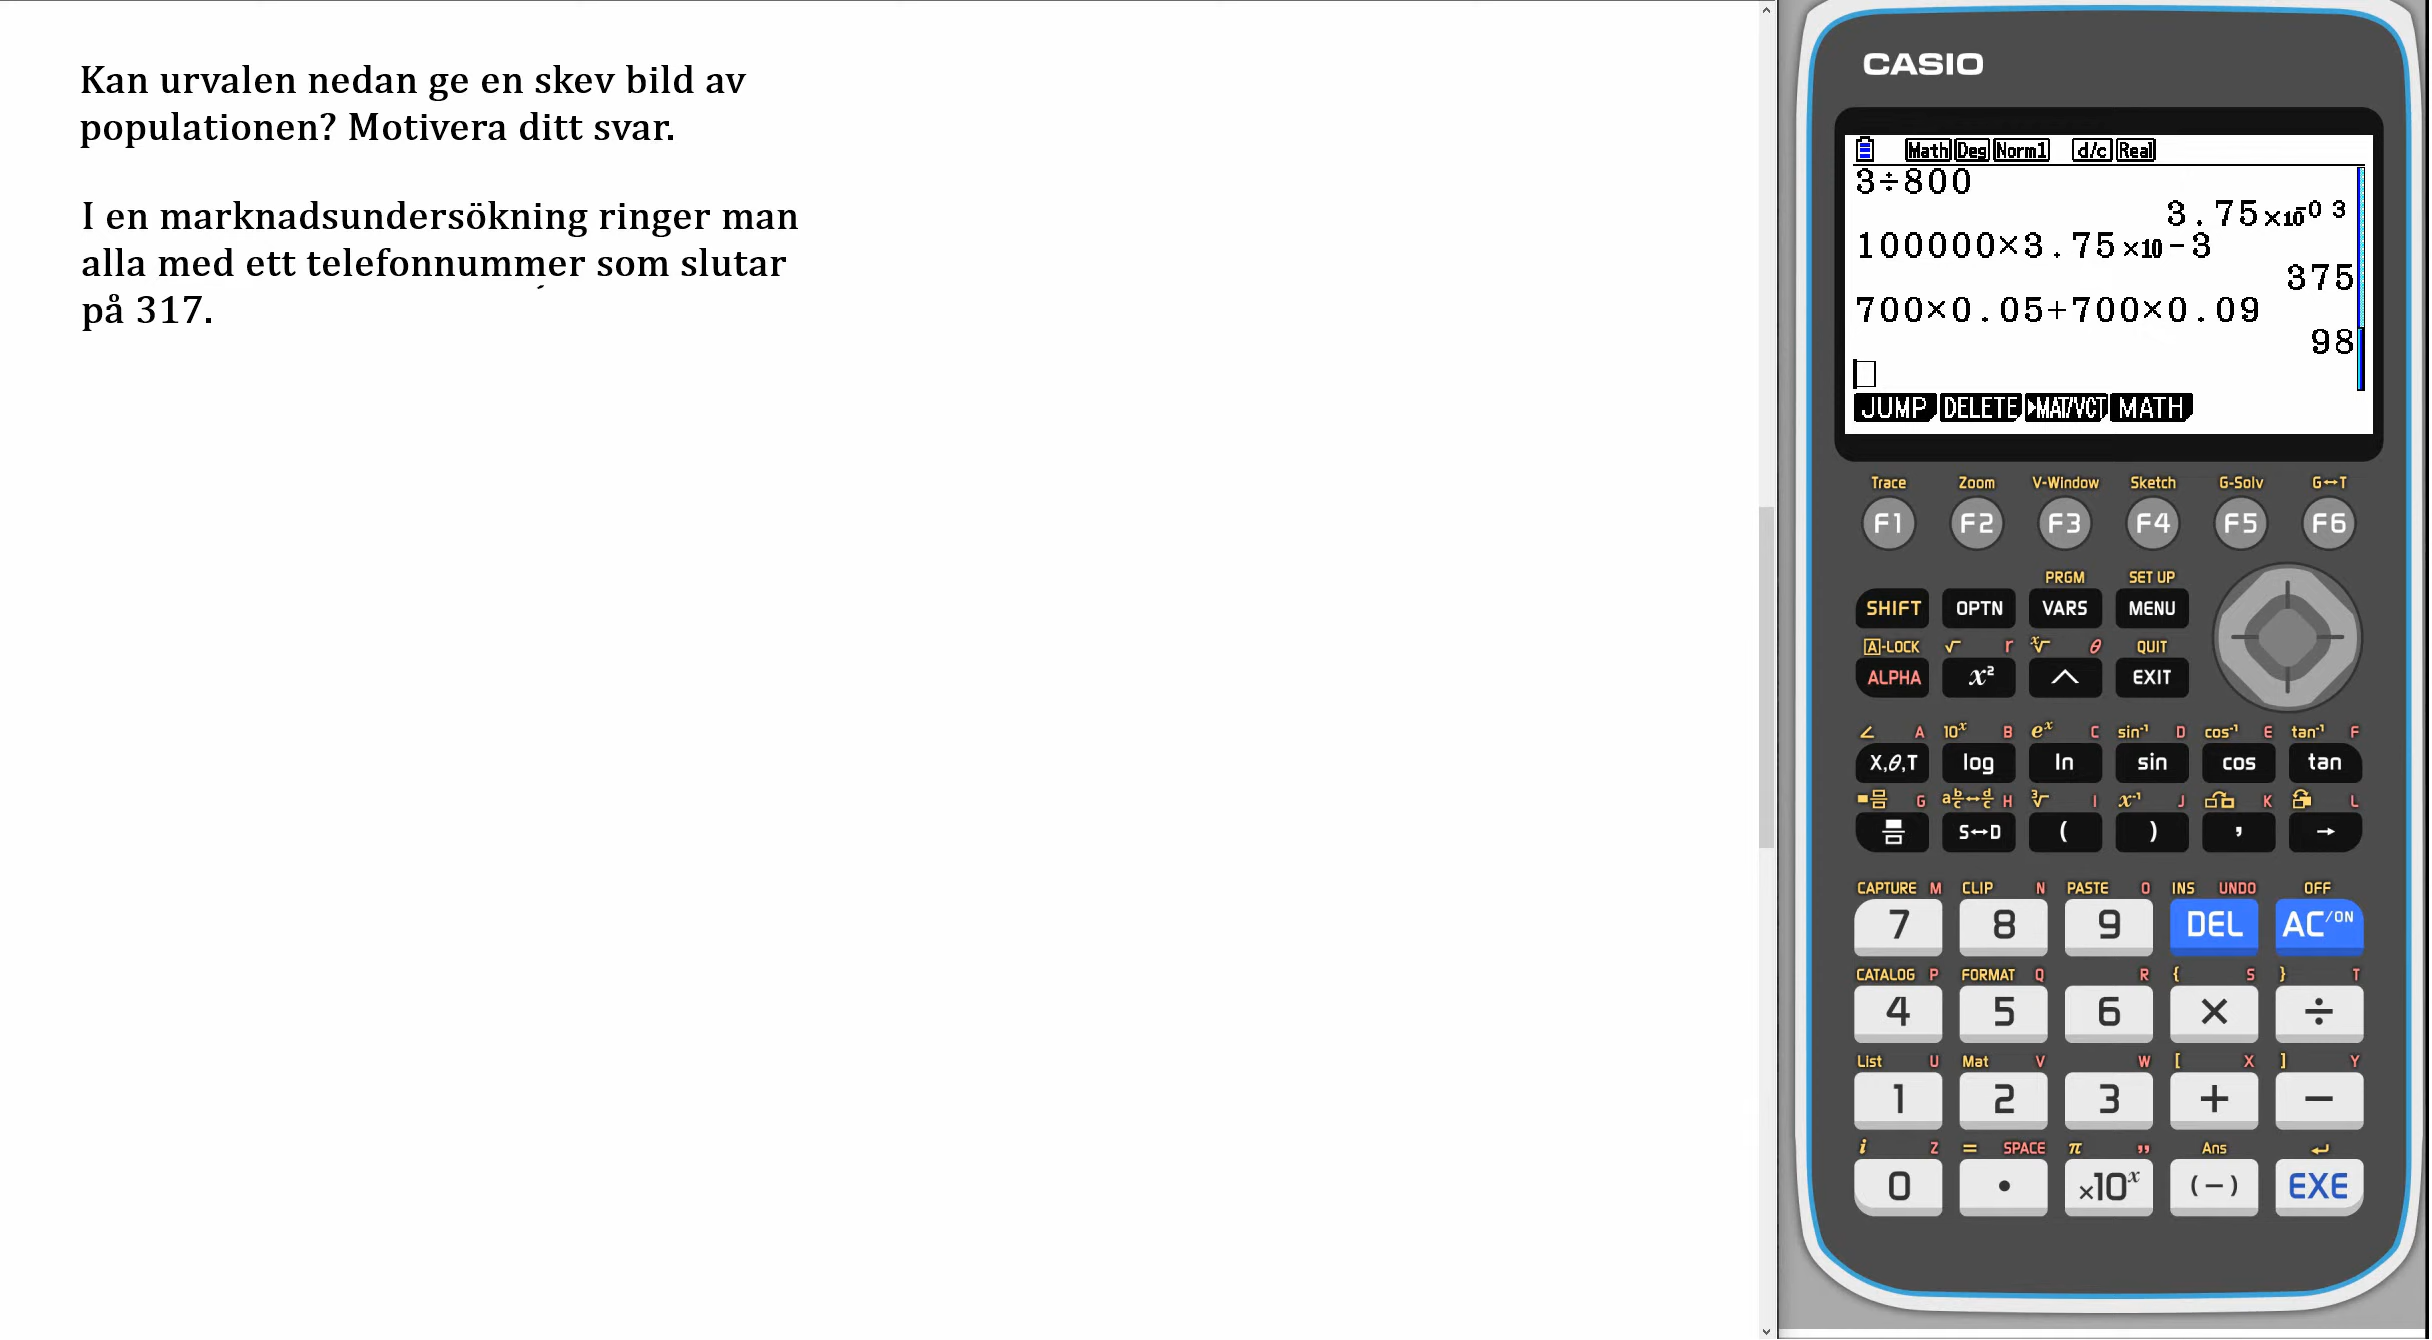 Kan urvalen nedan ge en skev bild av
populationen? Motivera ditt svar.
I en marknadsundersökning ringer man
alla med ett telefonnummer som slutar
på 317.
CASIO
Math Deg Norm1 d/c Real
3÷800
3.75×10⁻⁰³
100000×3.75×10-3
375
700×0.05+700×0.09
98
JUMP DELETE ▶MAT/VCT MATH
Trace Zoom V-Window Sketch G-Solv G↔T
F1 F2 F3 F4 F5 F6
PRGM SET UP
SHIFT OPTN VARS MENU
A-LOCK √ r ˣ√ θ QUIT
ALPHA x² ^ EXIT
∠ A 10ˣ B eˣ C sin⁻¹ D cos⁻¹ E tan⁻¹ F
X,θ,T log ln sin cos tan
G a b/c↔d/c H ³√ I x⁻¹ J K L
S↔D ( ) , →
CAPTURE M CLIP N PASTE O INS UNDO OFF
7 8 9 DEL AC/ON
CATALOG P FORMAT Q R { S } T
4 5 6 × ÷
List U Mat V W [ X ] Y
1 2 3 + −
i Z = SPACE π " Ans ↵
0 • ×10ˣ (−) EXE